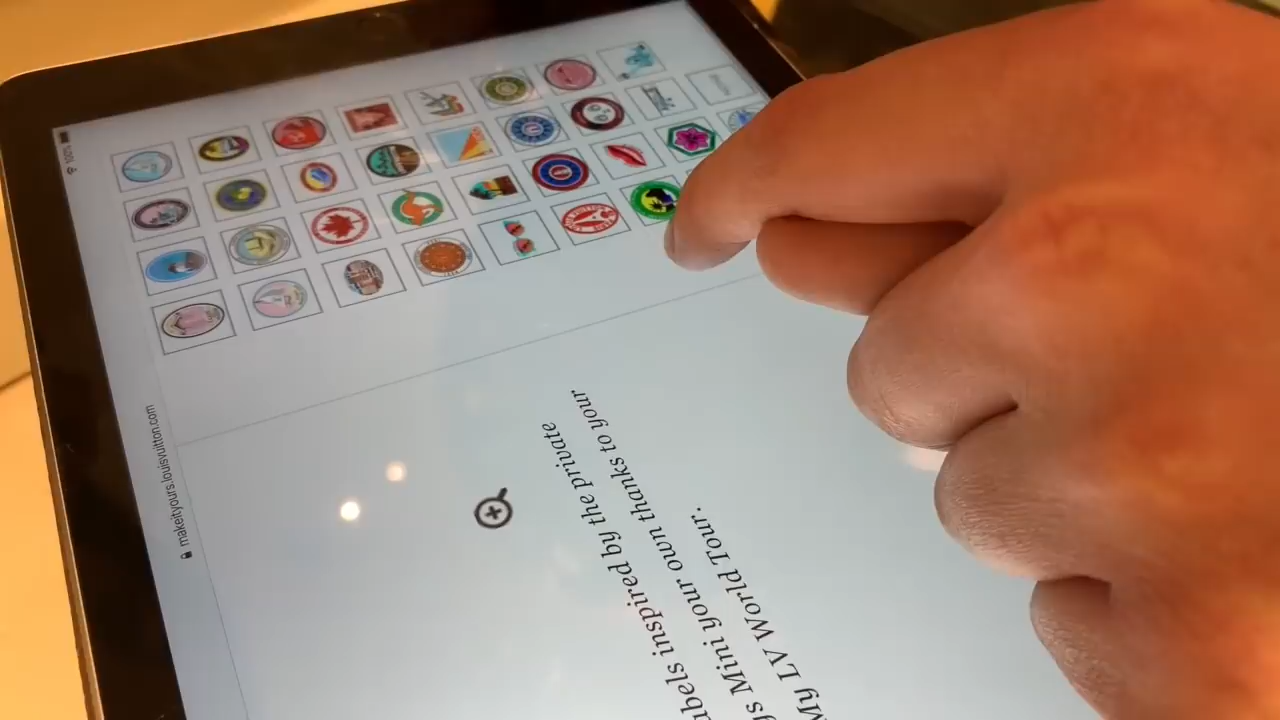 100%
makeityours.louisvuitton.com
abels inspired by the private
gs Mini your own thanks to your
My LV World Tour.